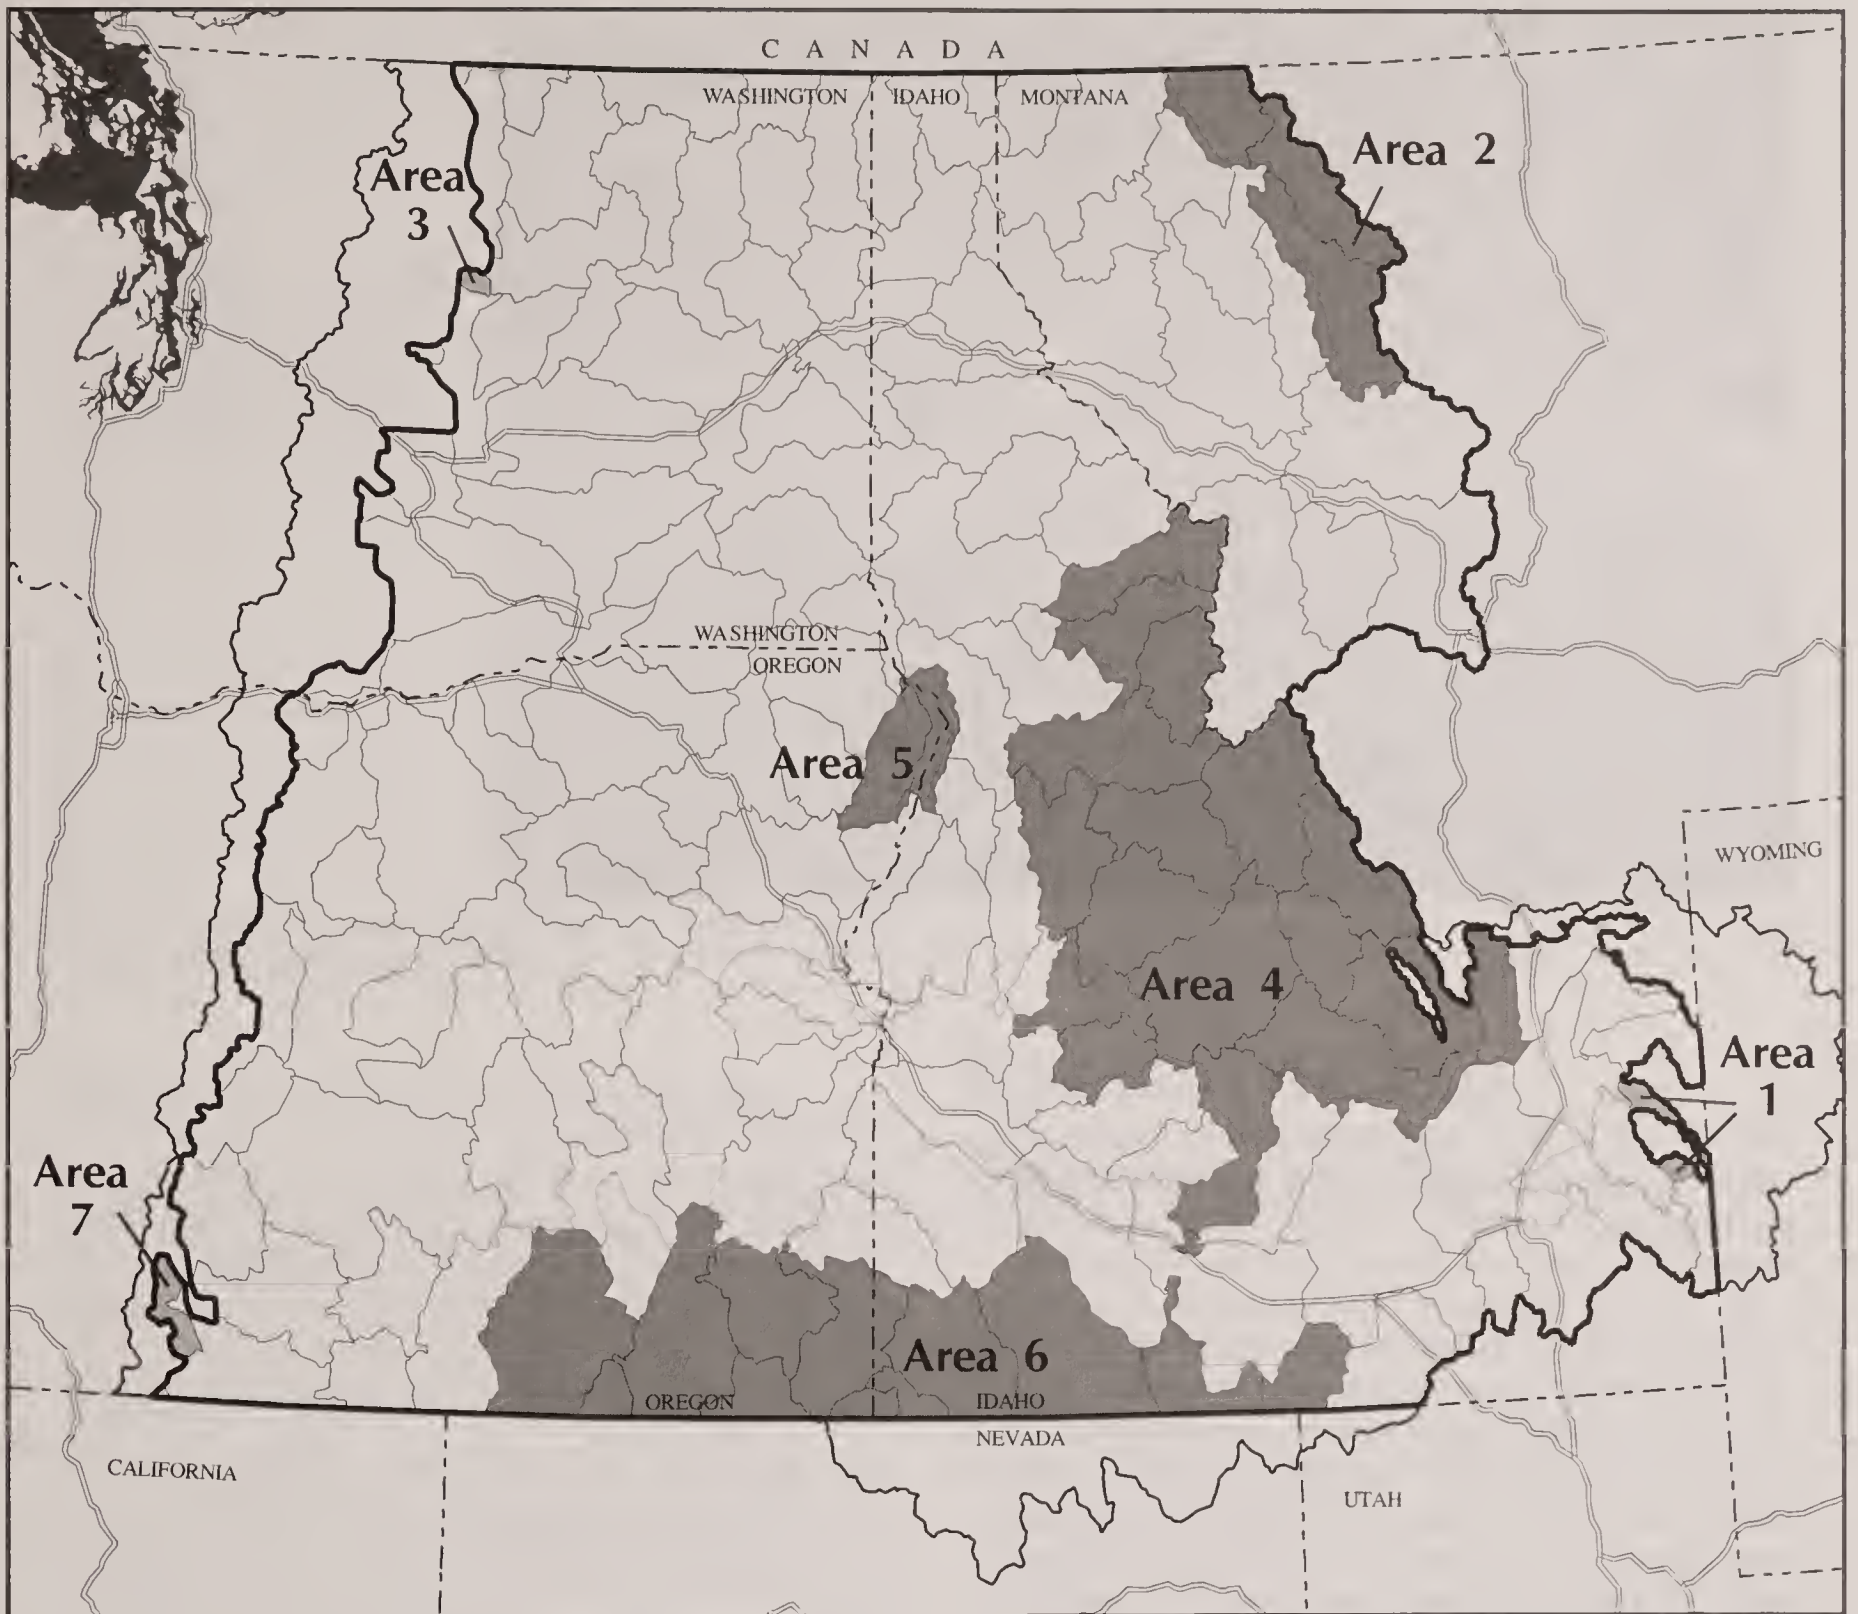 C A N A D A
WASHINGTON
IDAHO
MONTANA
Area 2
Area
3
WASHINGTON
OREGON
Area 5
WYOMING
Area 4
Area
1
Area
7
Area 6
OREGON
IDAHO
NEVADA
CALIFORNIA
UTAH